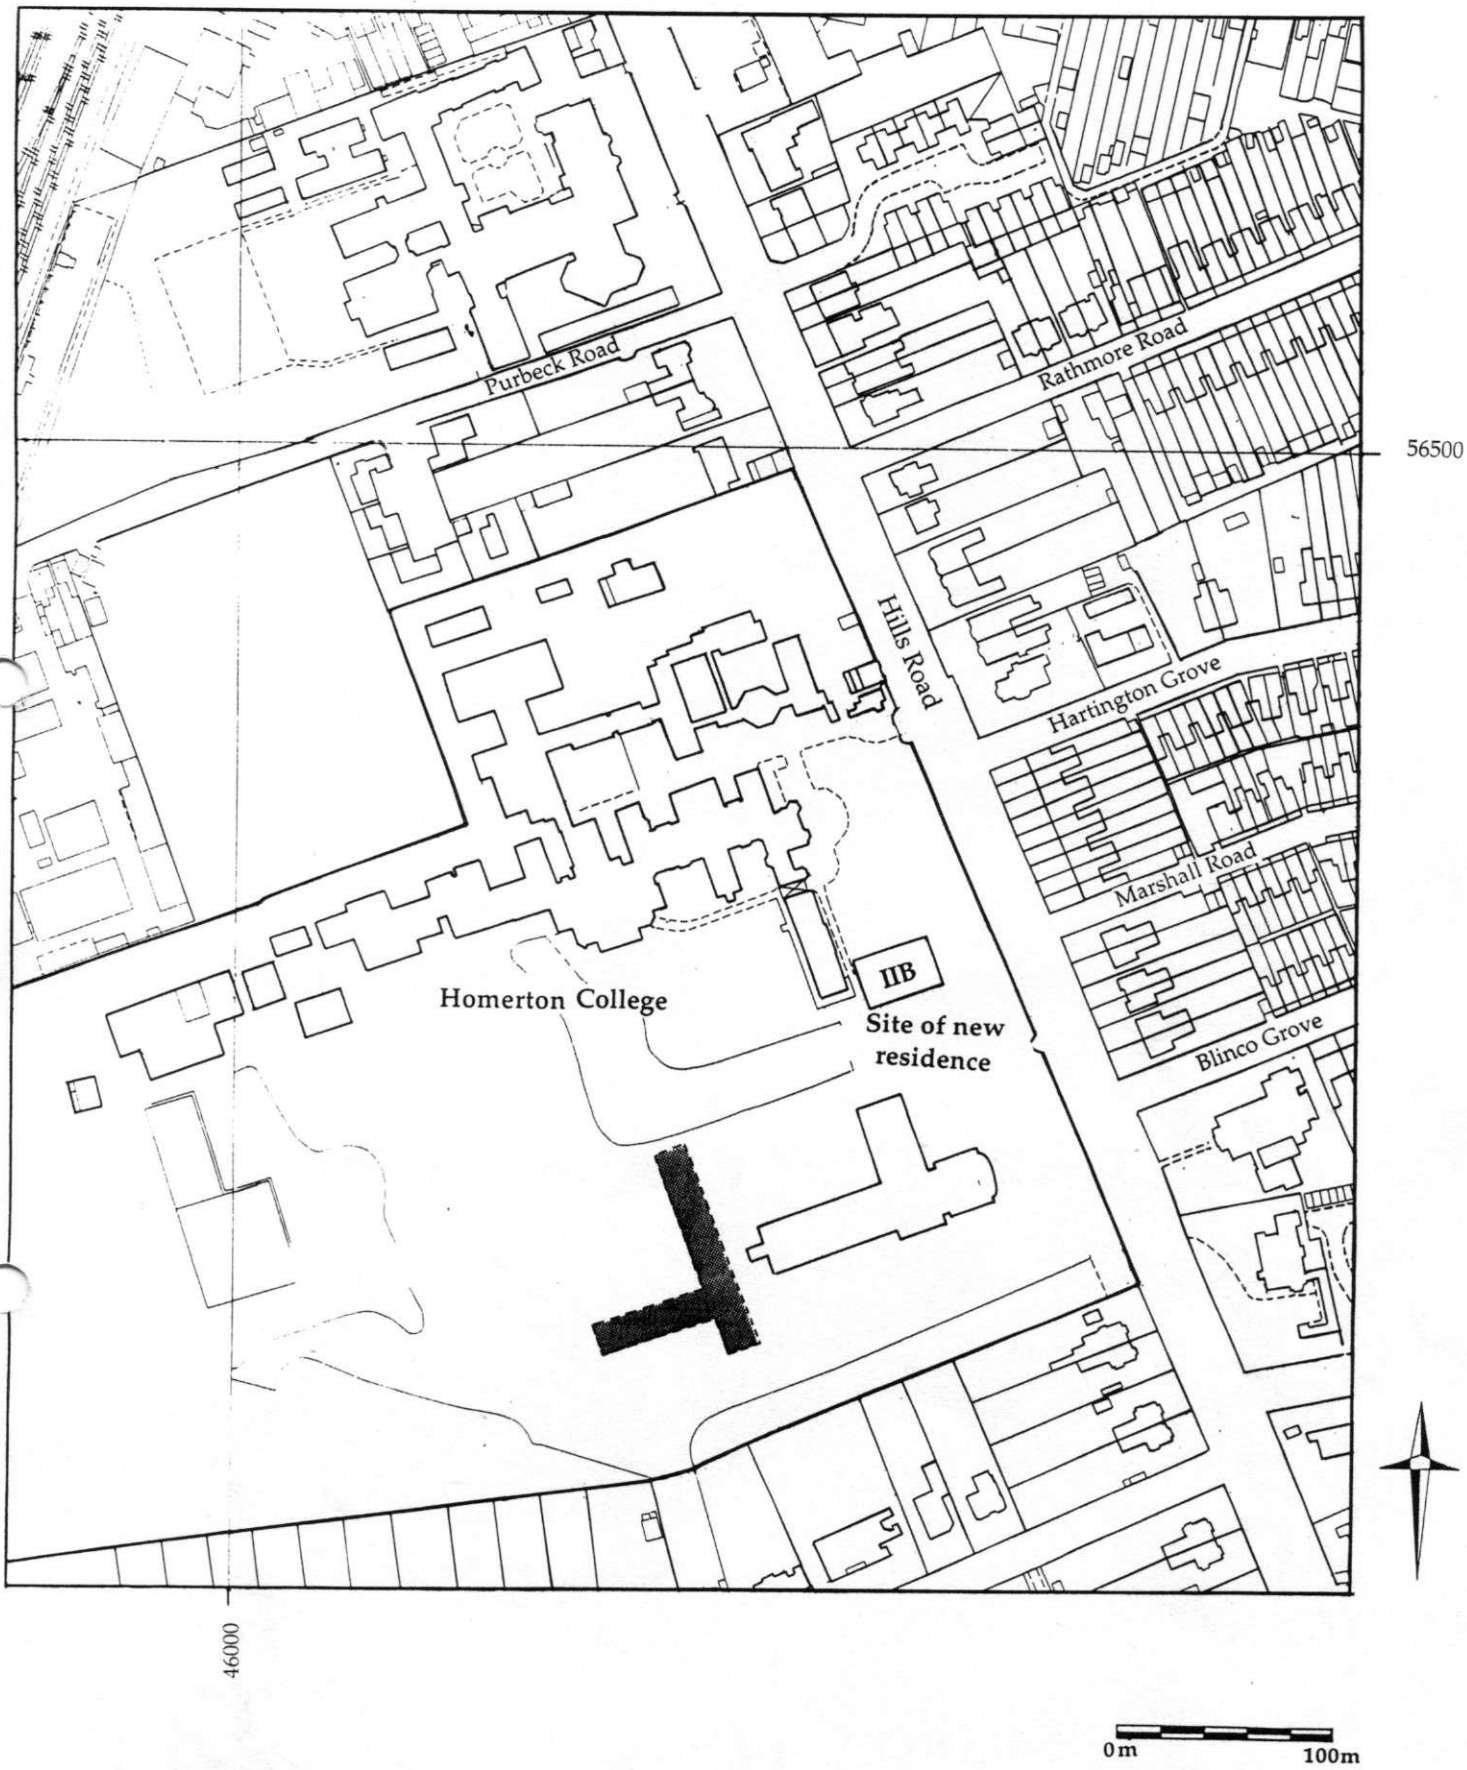 Purbeck Road
Rathmore Road
56500
Hills Road
Hartington Grove
Marshall Road
Homerton College
IIB
Site of new
residence
Blinco Grove
46000
0m
100m